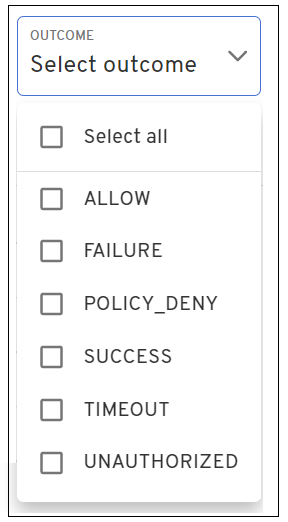 OUTCOME
Select outcome
Select all
ALLOW
FAILURE
POLICY_DENY
SUCCESS
TIMEOUT
UNAUTHORIZED